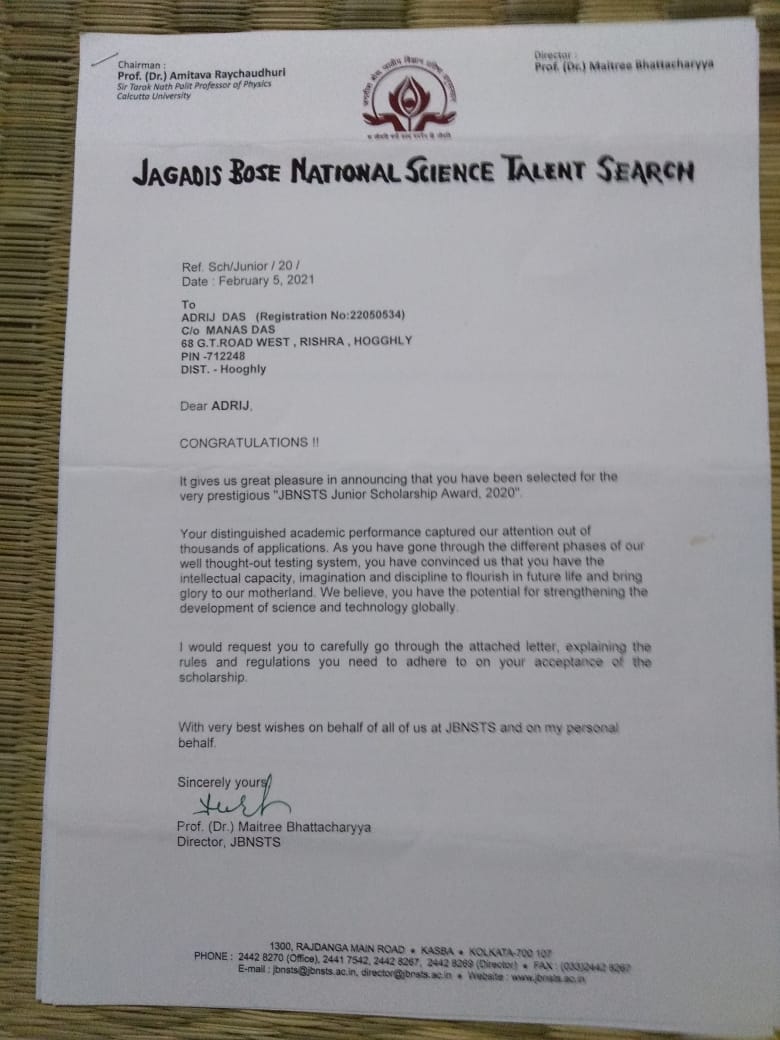 Chairman :
Prof. (Dr.) Amitava Raychaudhuri
Sir Tarak Nath Palit Professor of Physics
Calcutta University
Director :
Prof. (Dr.) Maitree Bhattacharyya
JAGADIS BOSE NATIONAL SCIENCE TALENT SEARCH
Ref. Sch/Junior / 20 /
Date : February 5, 2021
To
ADRIJ DAS (Registration No:22050534)
C/o MANAS DAS
68 G.T.ROAD WEST , RISHRA , HOGGHLY
PIN -712248
DIST. - Hooghly
Dear ADRIJ,
CONGRATULATIONS !!
It gives us great pleasure in announcing that you have been selected for the
very prestigious "JBNSTS Junior Scholarship Award, 2020".
Your distinguished academic performance captured our attention out of
thousands of applications. As you have gone through the different phases of our
well thought-out testing system, you have convinced us that you have the
intellectual capacity, imagination and discipline to flourish in future life and bring
glory to our motherland. We believe, you have the potential for strengthening the
development of science and technology globally.
I would request you to carefully go through the attached letter, explaining the
rules and regulations you need to adhere to on your acceptance of the
scholarship.
With very best wishes on behalf of all of us at JBNSTS and on my personal
behalf.
Sincerely yours,
Prof. (Dr.) Maitree Bhattacharyya
Director, JBNSTS
1300, RAJDANGA MAIN ROAD • KASBA • KOLKATA-700 107
PHONE : 2442 8270 (Office), 2441 7542, 2442 8267, 2442 8269 (Director) • FAX : (033)2442 8267
E-mail : jbnsts@jbnsts.ac.in, director@jbnsts.ac.in • Website : www.jbnsts.ac.in